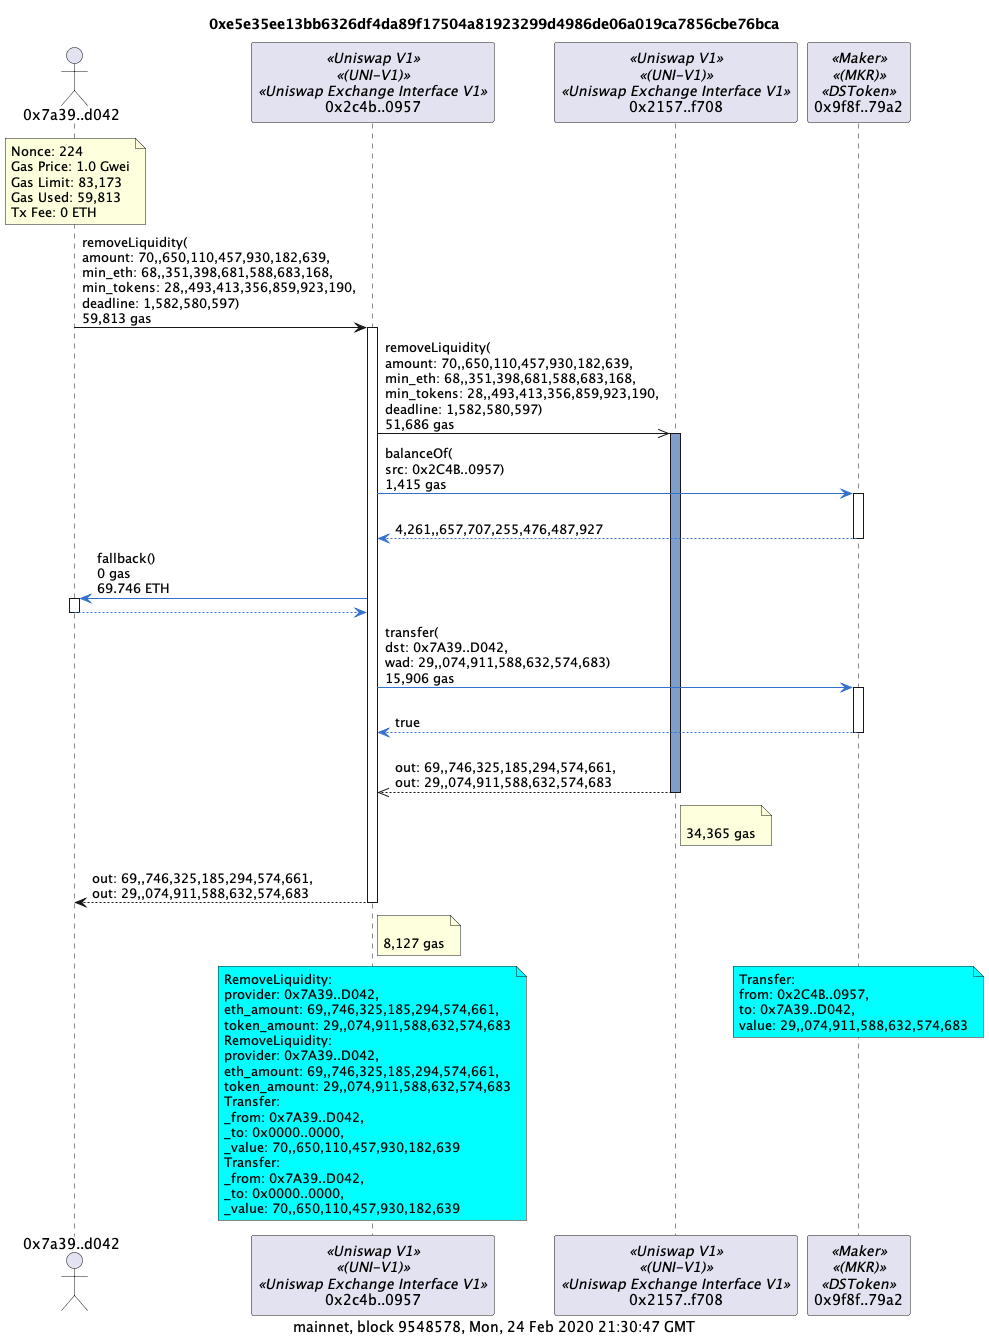 0xe5e35ee13bb6326df4da89f17504a81923299d4986de06a019ca7856cbe76bca
«Uniswap V1»
«(UNI-V1)»
«Uniswap Exchange Interface V1»
0x2c4b..0957
«Uniswap V1»
«(UNI-V1)»
«Uniswap Exchange Interface V1»
0x2157..f708
«Maker»
«(MKR)»
«DSToken»
0x9f8f..79a2
0x7a39..d042
Nonce: 224
Gas Price: 1.0 Gwei
Gas Limit: 83,173
Gas Used: 59,813
Tx Fee: 0 ETH
removeLiquidity(
amount: 70,,650,110,457,930,182,639,
min_eth: 68,,351,398,681,588,683,168,
min_tokens: 28,,493,413,356,859,923,190,
deadline: 1,582,580,597)
59,813 gas
removeLiquidity(
amount: 70,,650,110,457,930,182,639,
min_eth: 68,,351,398,681,588,683,168,
min_tokens: 28,,493,413,356,859,923,190,
deadline: 1,582,580,597)
51,686 gas
balanceOf(
src: 0x2C4B..0957)
1,415 gas
4,261,,657,707,255,476,487,927
fallback()
0 gas
69.746 ETH
transfer(
dst: 0x7A39..D042,
wad: 29,,074,911,588,632,574,683)
15,906 gas
true
out: 69,,746,325,185,294,574,661,
out: 29,,074,911,588,632,574,683
34,365 gas
out: 69,,746,325,185,294,574,661,
out: 29,,074,911,588,632,574,683
8,127 gas
RemoveLiquidity:
provider: 0x7A39..D042,
eth_amount: 69,,746,325,185,294,574,661,
token_amount: 29,,074,911,588,632,574,683
RemoveLiquidity:
provider: 0x7A39..D042,
eth_amount: 69,,746,325,185,294,574,661,
token_amount: 29,,074,911,588,632,574,683
Transfer:
_from: 0x7A39..D042,
_to: 0x0000..0000,
_value: 70,,650,110,457,930,182,639
Transfer:
_from: 0x7A39..D042,
_to: 0x0000..0000,
_value: 70,,650,110,457,930,182,639
Transfer:
from: 0x2C4B..0957,
to: 0x7A39..D042,
value: 29,,074,911,588,632,574,683
0x7a39..d042
«Uniswap V1»
«(UNI-V1)»
«Uniswap Exchange Interface V1»
0x2c4b..0957
«Uniswap V1»
«(UNI-V1)»
«Uniswap Exchange Interface V1»
0x2157..f708
«Maker»
«(MKR)»
«DSToken»
0x9f8f..79a2
mainnet, block 9548578, Mon, 24 Feb 2020 21:30:47 GMT